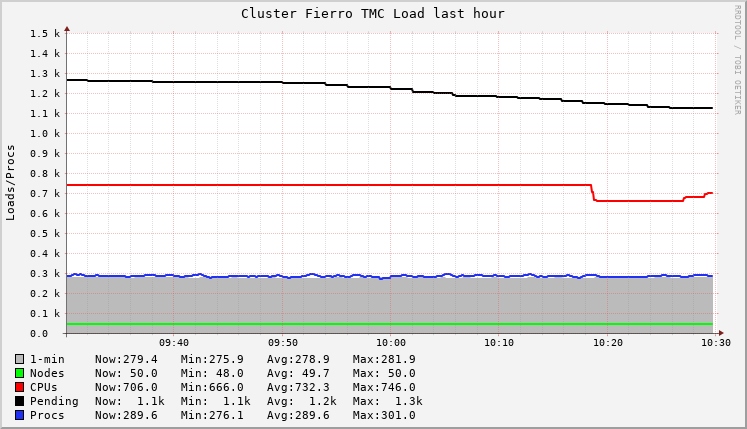 Cluster Fierro TMC Load last hour
RRDTOOL / TOBI OETIKER
Loads/Procs
1.5 k
1.4 k
1.3 k
1.2 k
1.1 k
1.0 k
0.9 k
0.8 k
0.7 k
0.6 k
0.5 k
0.4 k
0.3 k
0.2 k
0.1 k
0.0
09:40 09:50 10:00 10:10 10:20 10:30
1-min Now:279.4 Min:275.9 Avg:278.9 Max:281.9
Nodes Now: 50.0 Min: 48.0 Avg: 49.7 Max: 50.0
CPUs Now:706.0 Min:666.0 Avg:732.3 Max:746.0
Pending Now: 1.1k Min: 1.1k Avg: 1.2k Max: 1.3k
Procs Now:289.6 Min:276.1 Avg:289.6 Max:301.0